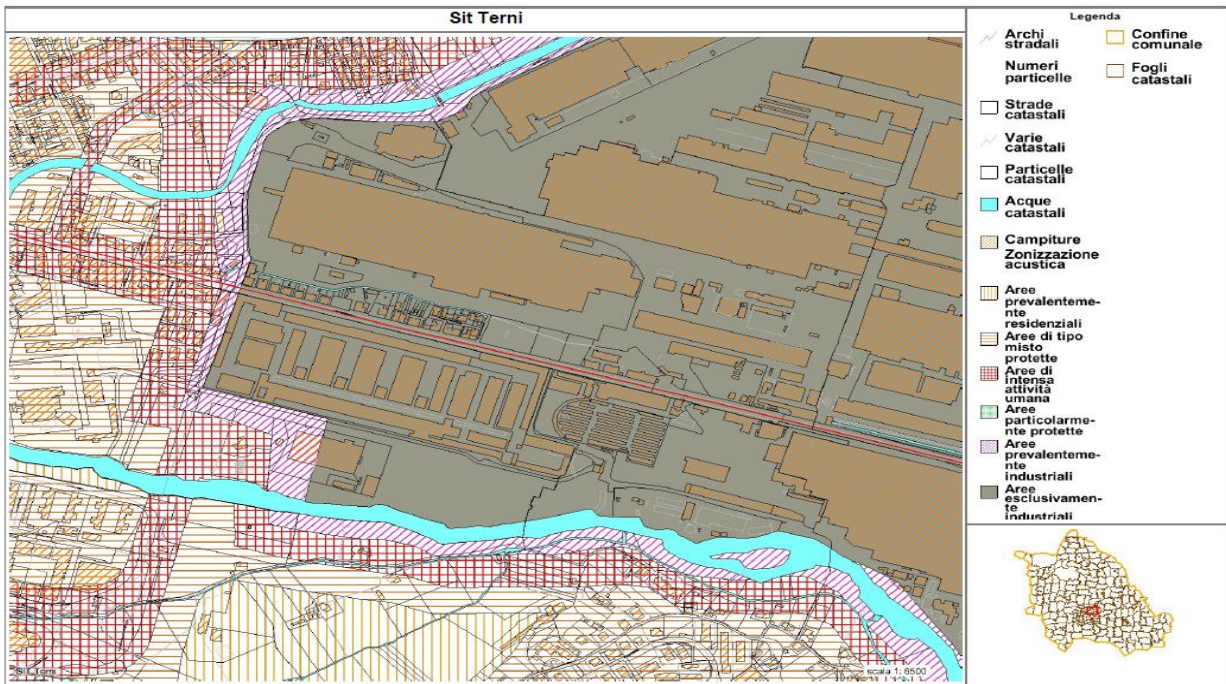 Sit Terni
Legenda
Archi
stradali
Numeri
particelle
Strade
catastali
Varie
catastali
Particelle
catastali
Acque
catastali
Campiture
Zonizzazione
acustica
Aree
prevalenteme-
nte
residenziali
Aree di tipo
misto
protette
Aree di
intensa
attività
umana
Aree
particolarme-
nte protette
Aree
prevalenteme-
nte
industriali
Aree
esclusivamen-
te
industriali
Confine
comunale
Fogli
catastali
Sit Terni
scala 1: 6500